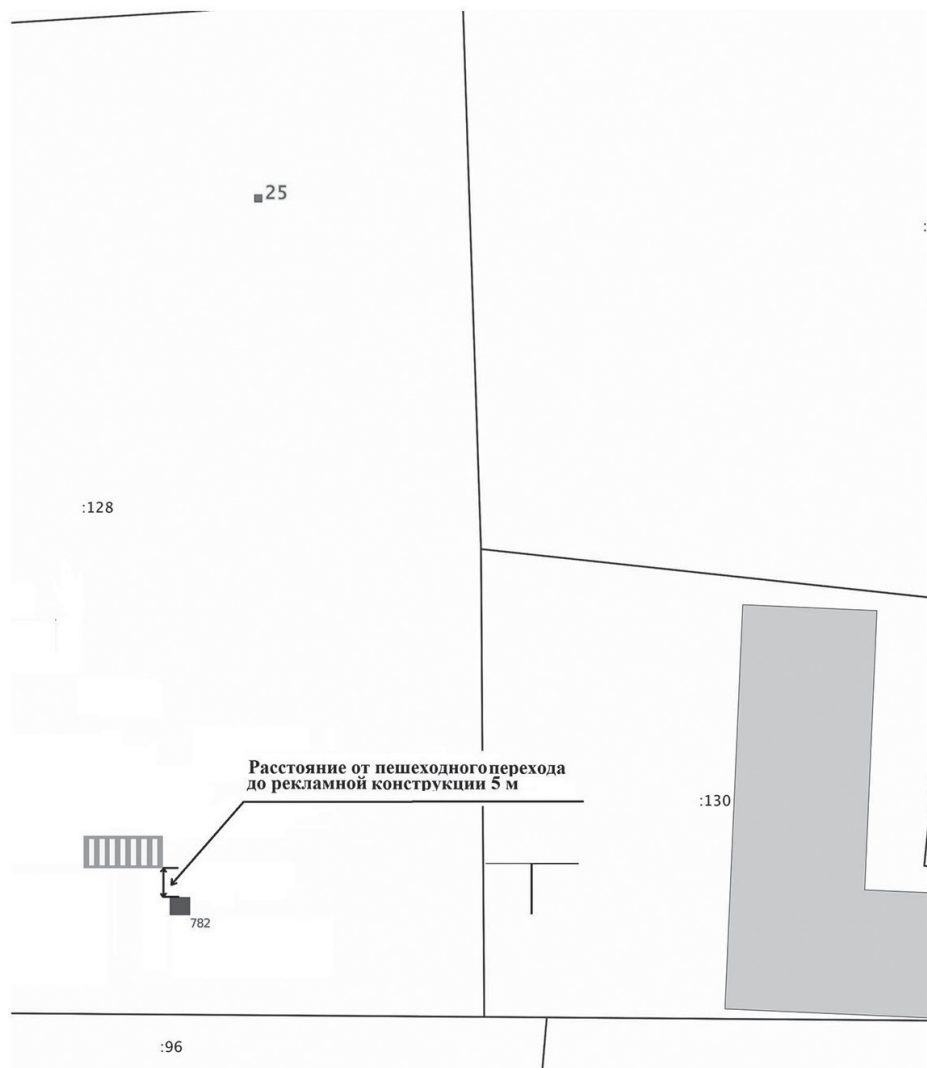 25
:128
Расстояние от пешеходного перехода
до рекламной конструкции 5 м
:130
782
:96